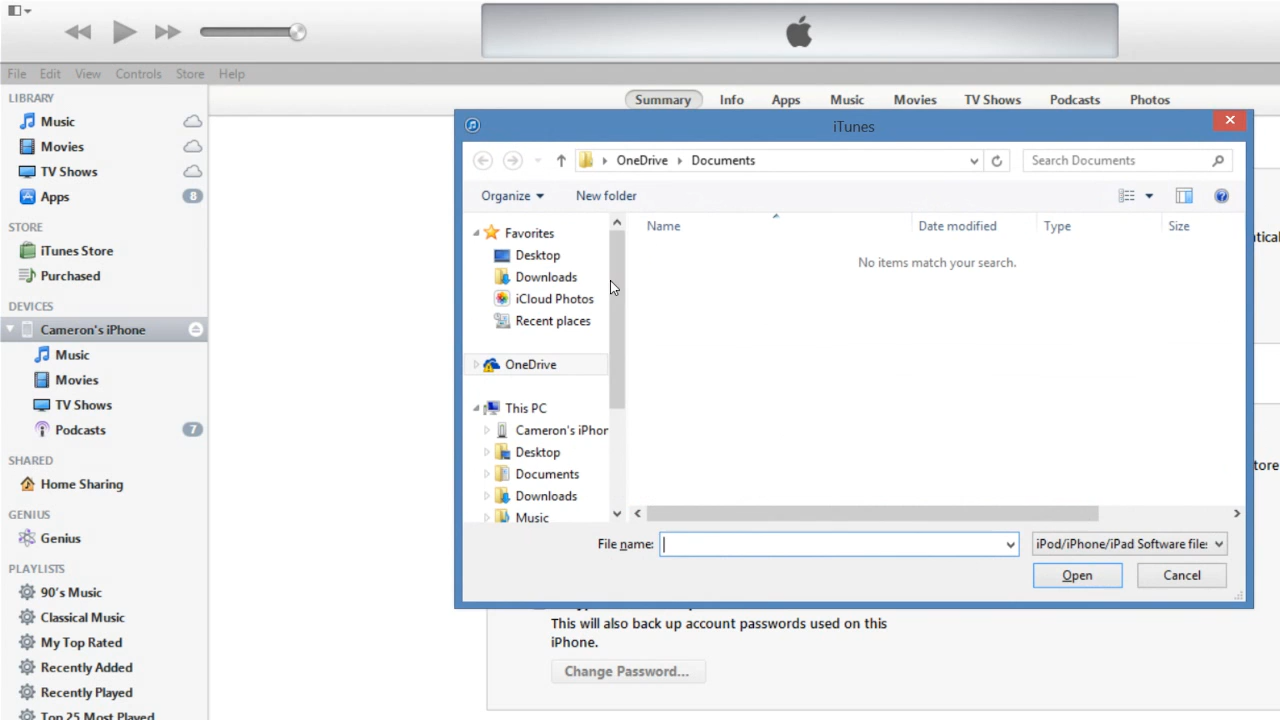 File Edit View Controls Store Help
LIBRARY
Music
Movies
TV Shows
Apps 8
STORE
iTunes Store
Purchased
DEVICES
Cameron's iPhone
Music
Movies
TV Shows
Podcasts 7
SHARED
Home Sharing
GENIUS
Genius
PLAYLISTS
90's Music
Classical Music
My Top Rated
Recently Added
Recently Played
Top 25 Most Played
Summary Info Apps Music Movies TV Shows Podcasts Photos
iTunes
OneDrive Documents
Search Documents
Organize New folder
Favorites
Desktop
Downloads
iCloud Photos
Recent places
OneDrive
This PC
Cameron's iPhor
Desktop
Documents
Downloads
Music
Name Date modified Type Size
No items match your search.
File name: iPod/iPhone/iPad Software file
Open Cancel
This will also back up account passwords used on this
iPhone.
Change Password...